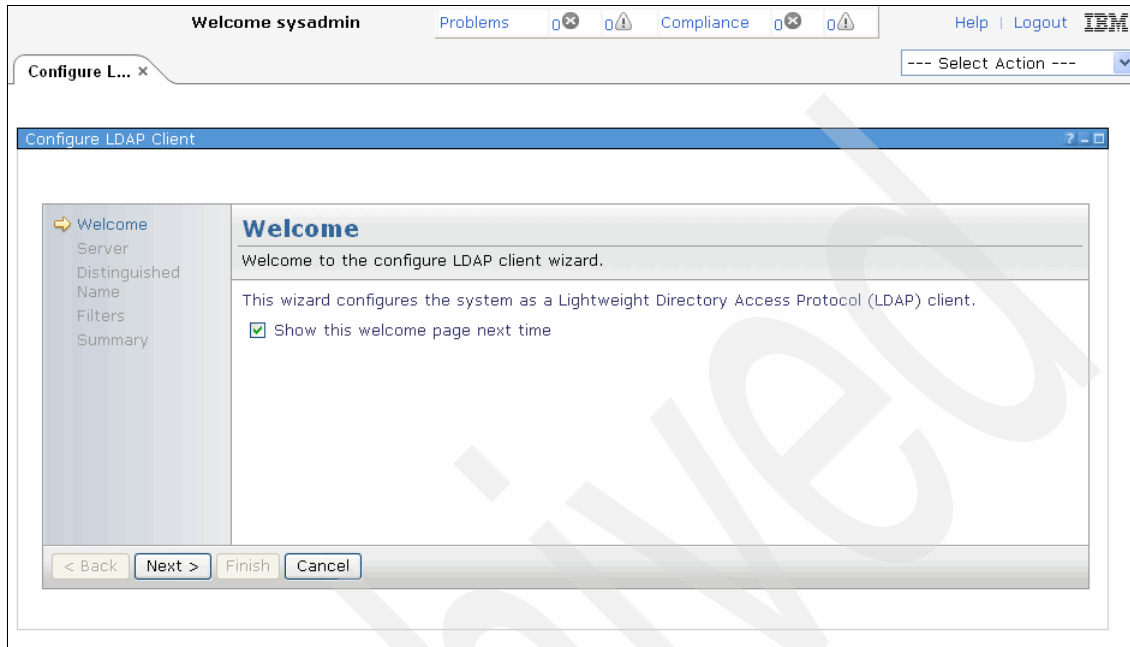 Welcome sysadmin Problems 0 0 Compliance 0 0 Help | Logout IBM
Configure L... × --- Select Action ---
Configure LDAP Client ?
Welcome
Server
Distinguished
Name
Filters
Summary
Welcome
Welcome to the configure LDAP client wizard.
This wizard configures the system as a Lightweight Directory Access Protocol (LDAP) client.
Show this welcome page next time
< Back Next > Finish Cancel
hived